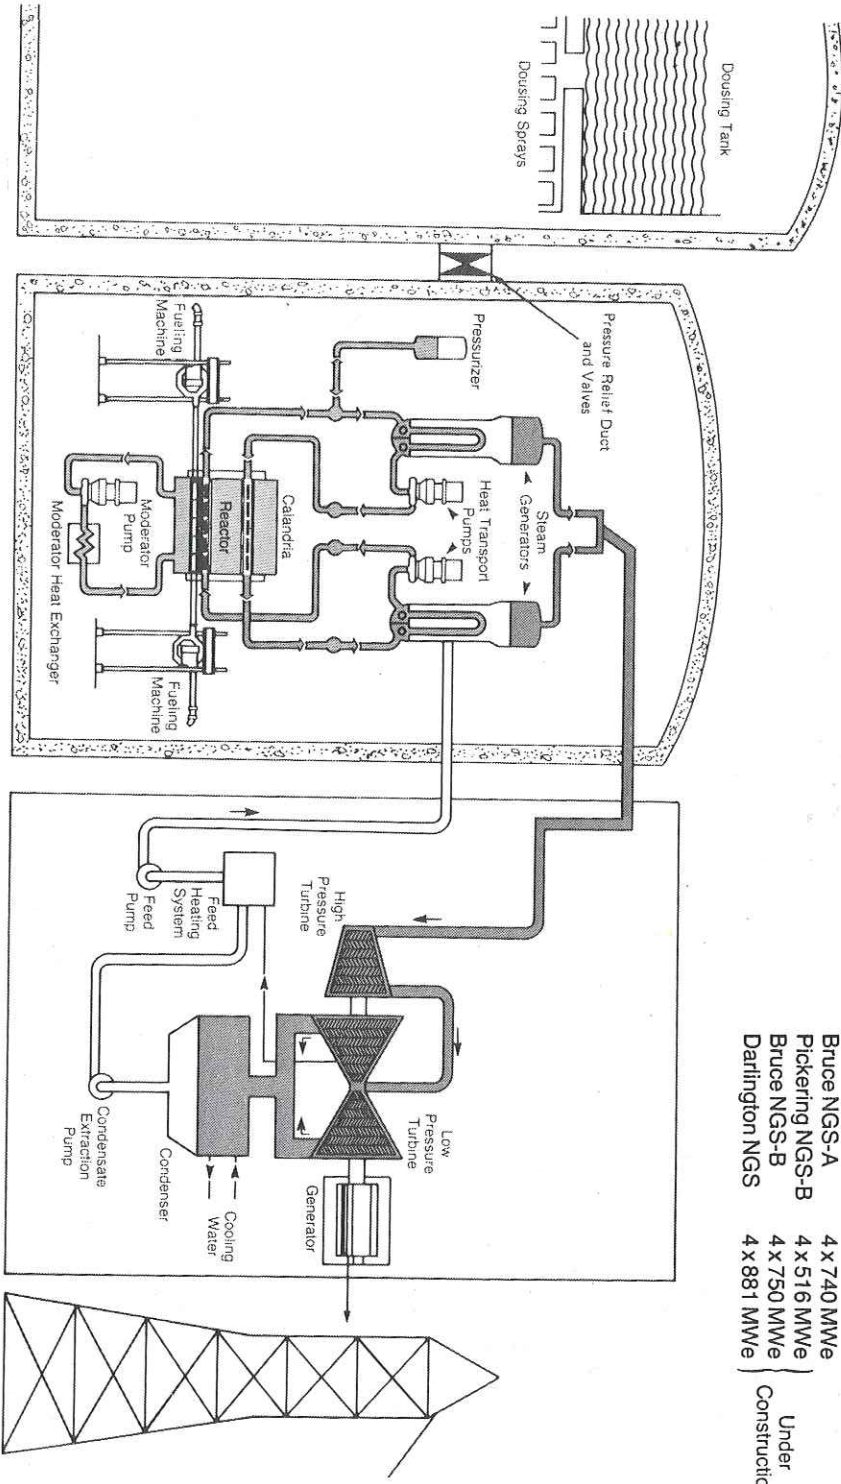 Bruce NGS-A 4 x 740 MWe
Pickering NGS-B 4 x 516 MWe
Bruce NGS-B 4 x 750 MWe
Darlington NGS 4 x 881 MWe
Under
Dousing Tank
Dousing Sprays
Pressure Relief Duct
and Valves
Pressurizer
Steam
Generators
Heat Transport
Pumps
Calandria
Reactor
Fueling
Machine
Moderator
Pump
Moderator Heat Exchanger
Fueling
Machine
High
Pressure
Turbine
Low
Pressure
Turbine
Generator
Feed
Heating
System
Feed
Pump
Cooling
Water
Condenser
Condensate
Extraction
Pump